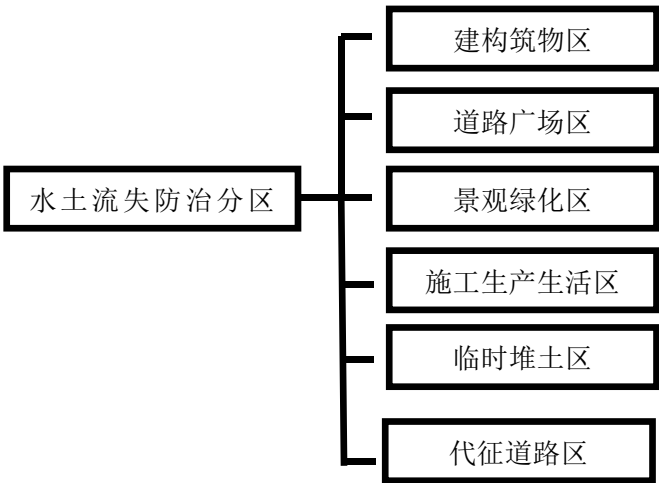 建构筑物区
道路广场区
水土流失防治分区
景观绿化区
施工生产生活区
临时堆土区
代征道路区